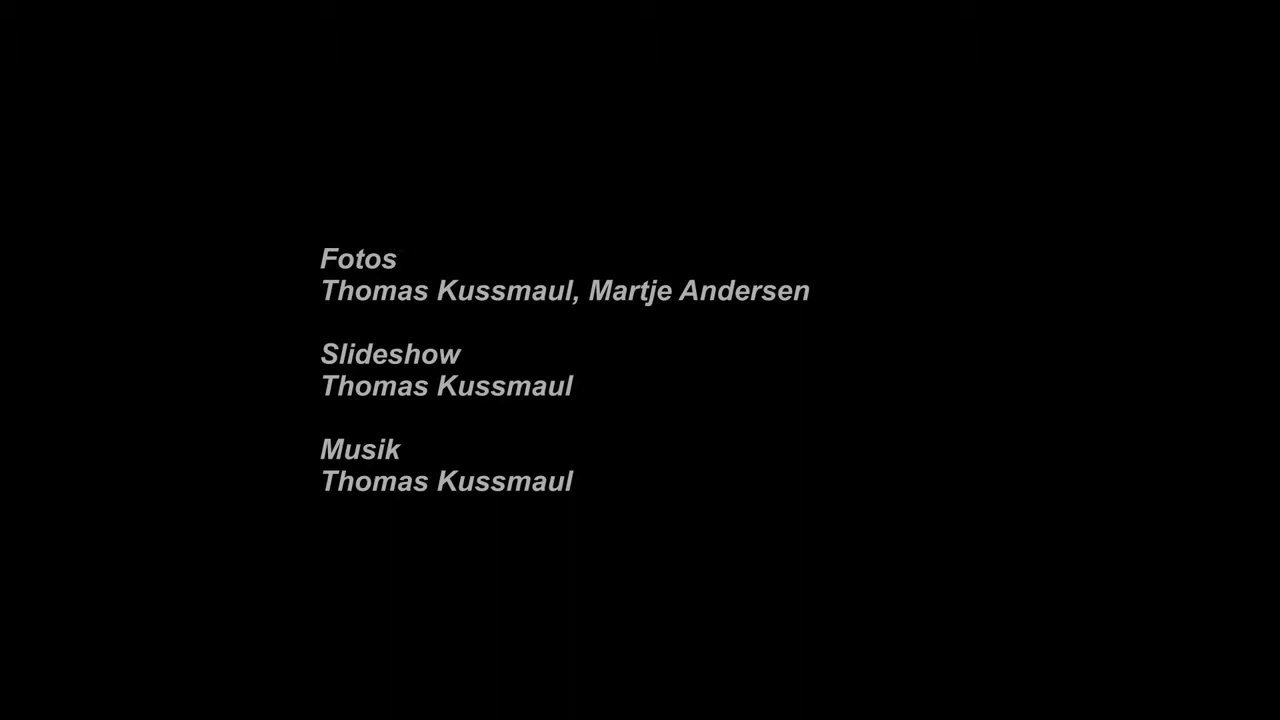 Fotos
Thomas Kussmaul, Martje Andersen
Slideshow
Thomas Kussmaul
Musik
Thomas Kussmaul